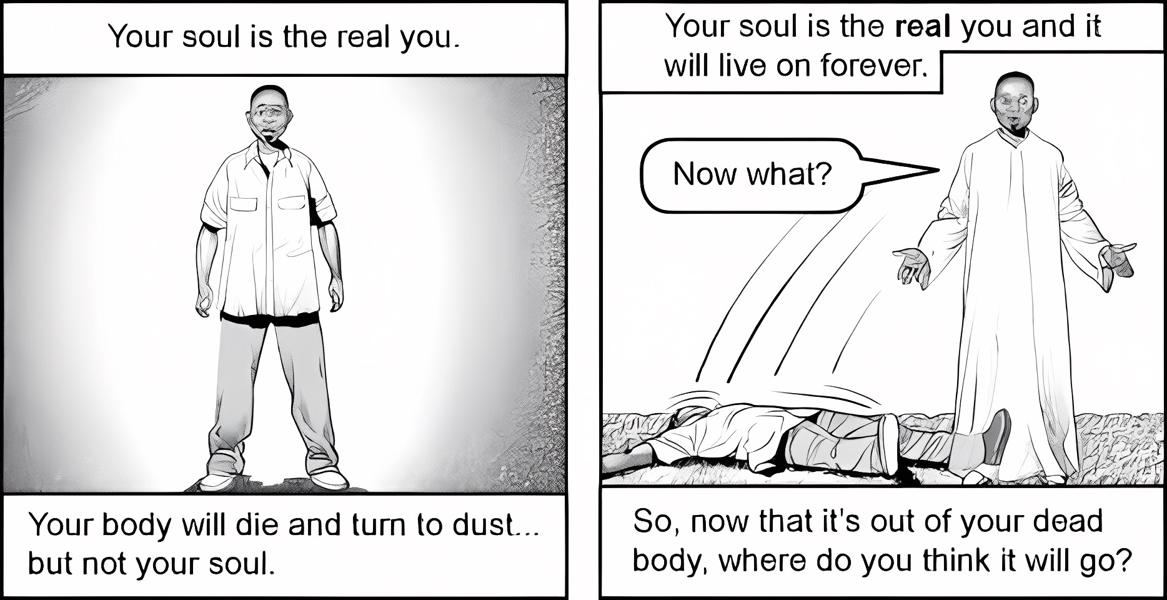 Your soul is the real you.
Your body will die and turn to dust...
but not your soul.
Your soul is the real you and it
will live on forever.
Now what?
So, now that it's out of your dead
body, where do you think it will go?